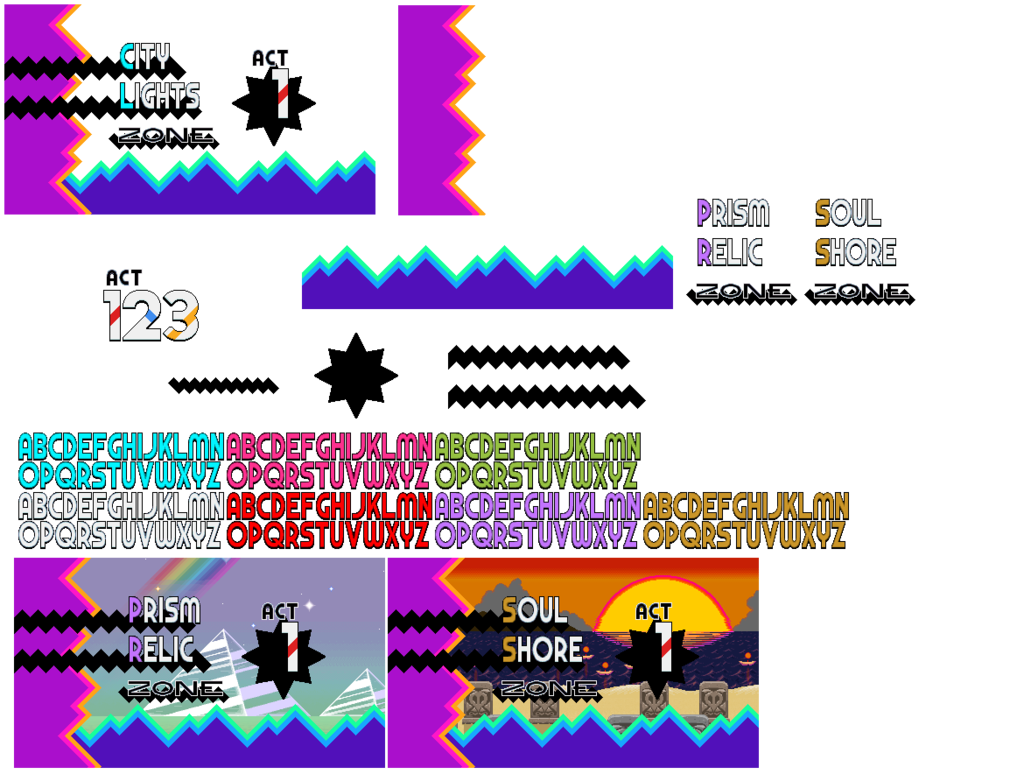 CITY
LIGHTS
ZONE
ACT
1
PRISM
RELIC
ZONE
SOUL
SHORE
ZONE
ACT
123
ABCDEFGHIJKLMN
OPQRSTUVWXYZ
ABCDEFGHIJKLMN
OPQRSTUVWXYZ
ABCDEFGHIJKLMN
OPQRSTUVWXYZ
ABCDEFGHIJKLMN
OPQRSTUVWXYZ
ABCDEFGHIJKLMN
OPQRSTUVWXYZ
ABCDEFGHIJKLMN
OPQRSTUVWXYZ
ABCDEFGHIJKLMN
OPQRSTUVWXYZ
PRISM
RELIC
ZONE
ACT
1
SOUL
SHORE
ZONE
ACT
1